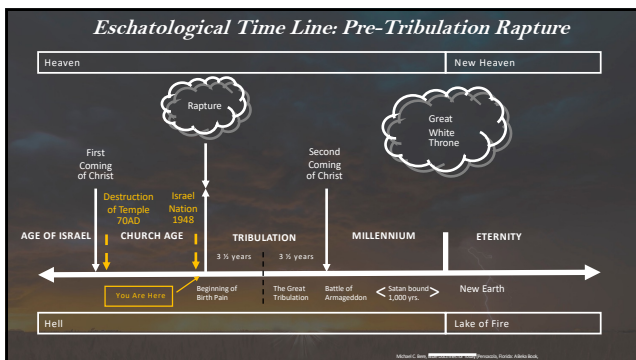 Eschatological Time Line: Pre-Tribulation Rapture
Heaven
New Heaven
Rapture
Great
White
Throne
First
Coming
of Christ
Second
Coming
of Christ
Destruction
of Temple
70AD
Israel
Nation
1948
AGE OF ISRAEL
CHURCH AGE
TRIBULATION
MILLENNIUM
ETERNITY
3 ½ years
3 ½ years
You Are Here
Beginning of
Birth Pain
The Great
Tribulation
Battle of
Armageddon
Satan bound
1,000 yrs.
New Earth
Hell
Lake of Fire